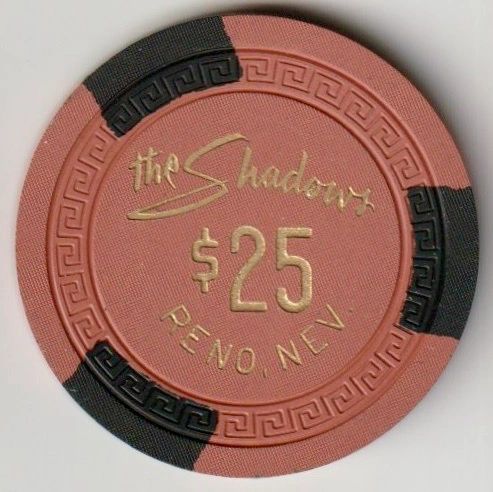 the Shadows
$25
RENO, NEV.